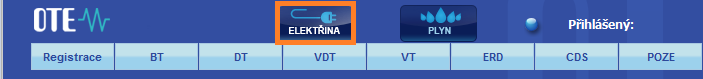 OTE
ELEKTŘINA
PLYN
Přihlášený:
Registrace BT DT VDT VT ERD CDS POZE